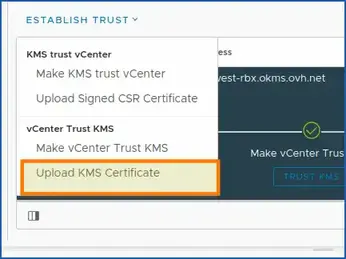 ESTABLISH TRUST
KMS trust vCenter
ess
Make KMS trust vCenter
west-rbx.okms.ovh.net
Upload Signed CSR Certificate
vCenter Trust KMS
Make vCenter Trust KMS
Make vCenter Trust
Upload KMS Certificate
TRUST KMS